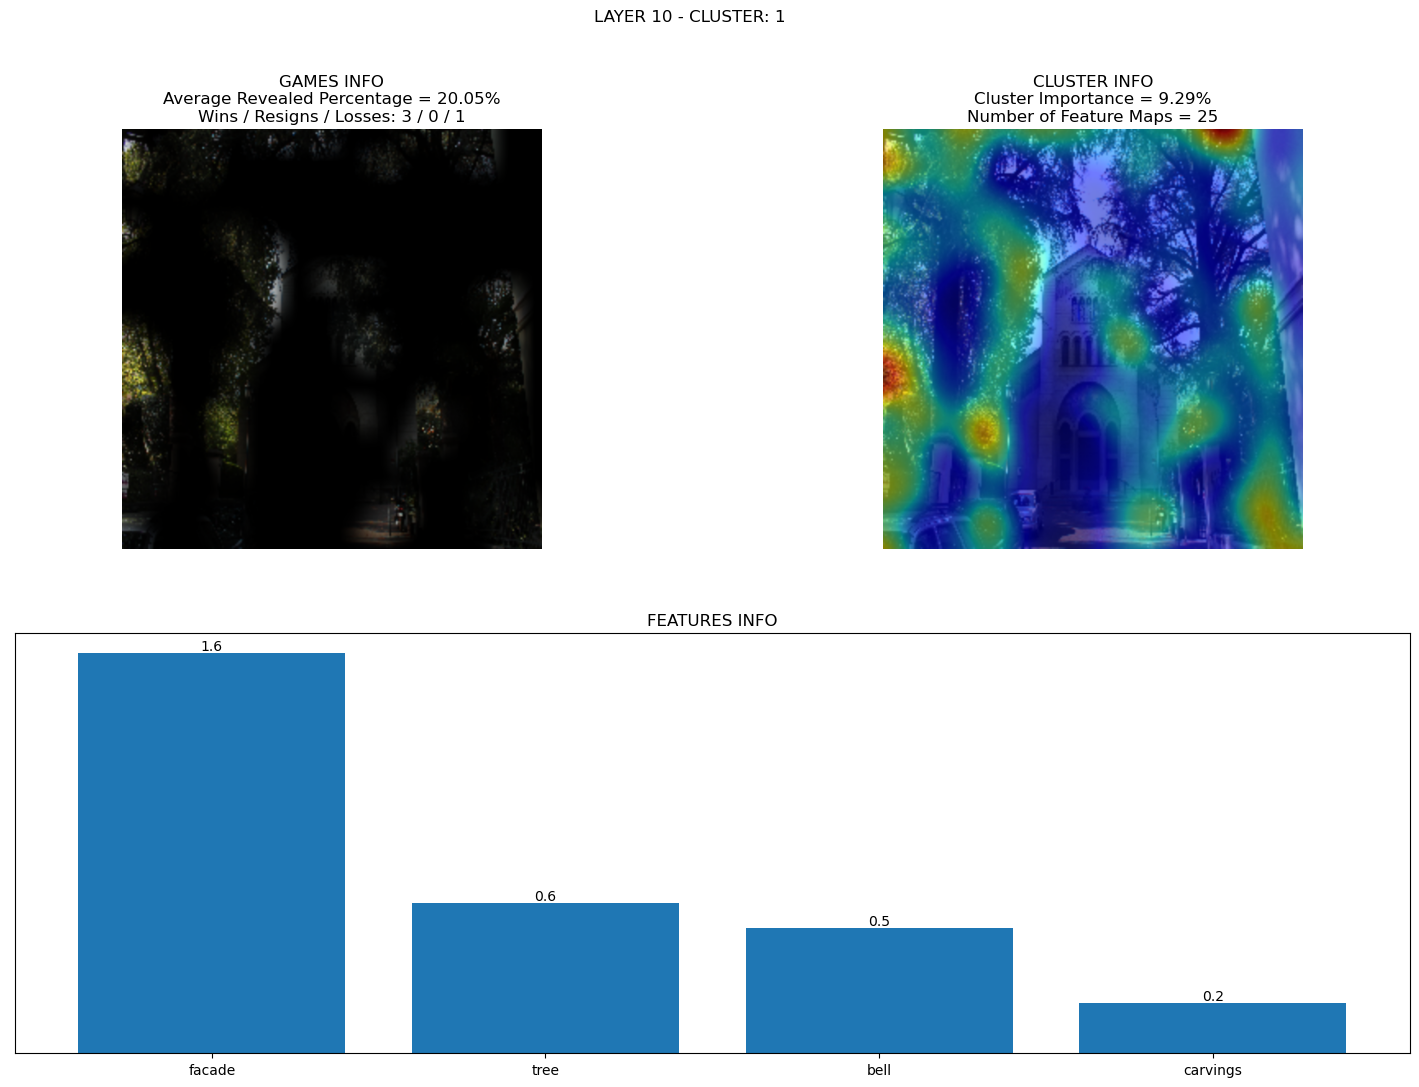 LAYER 10 - CLUSTER: 1
GAMES INFO
Average Revealed Percentage = 20.05%
Wins / Resigns / Losses: 3 / 0 / 1
CLUSTER INFO
Cluster Importance = 9.29%
Number of Feature Maps = 25
FEATURES INFO
1.6
0.6
0.5
0.2
facade
tree
bell
carvings